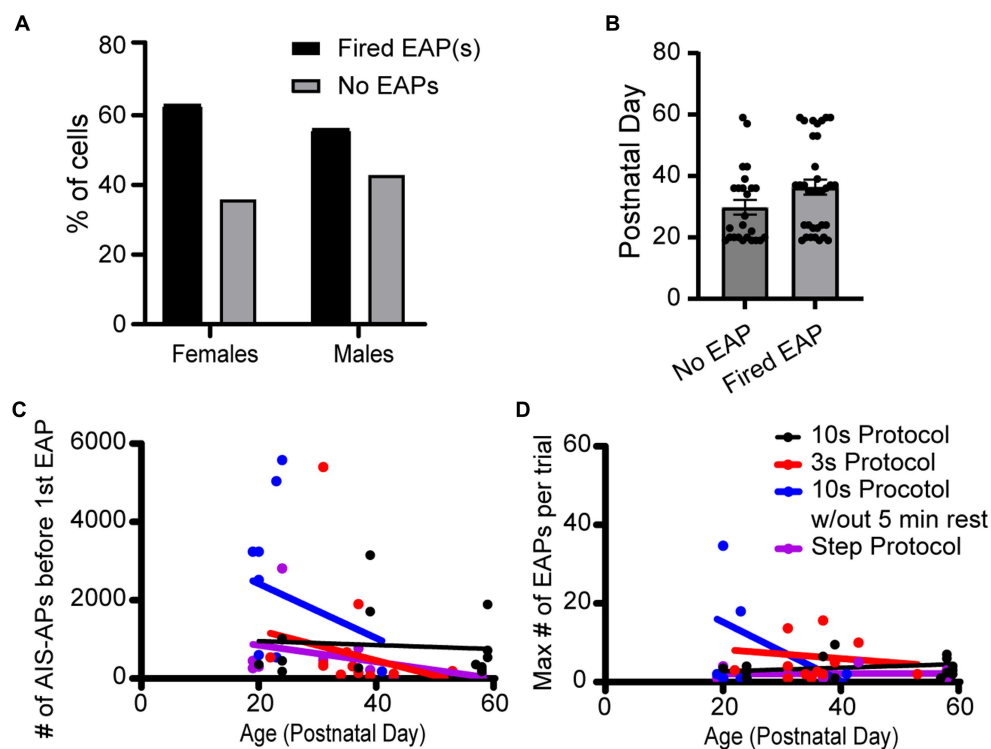 A
% of cells
80
60
40
20
0
Fired EAP(s)
No EAPs
Females
Males
B
Postnatal Day
80
60
40
20
0
No EAP
Fired EAP
C
# of AIS-APs before 1st EAP
6000
4000
2000
0
0
20
40
60
Age (Postnatal Day)
D
Max # of EAPs per trial
60
40
20
0
10s Protocol
3s Protocol
10s Procotol
w/out 5 min rest
Step Protocol
0
20
40
60
Age (Postnatal Day)